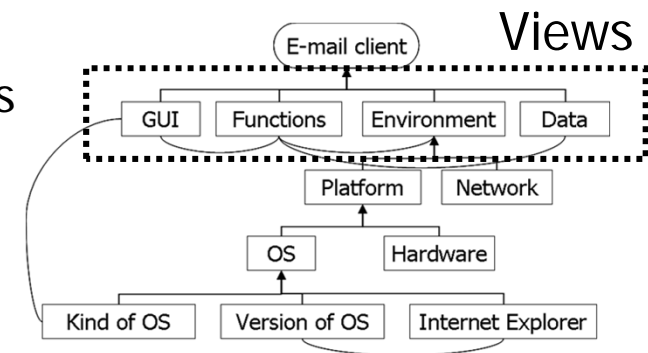 Views
E-mail client
s
GUI Functions Environment Data
Platform Network
OS Hardware
Kind of OS Version of OS Internet Explorer